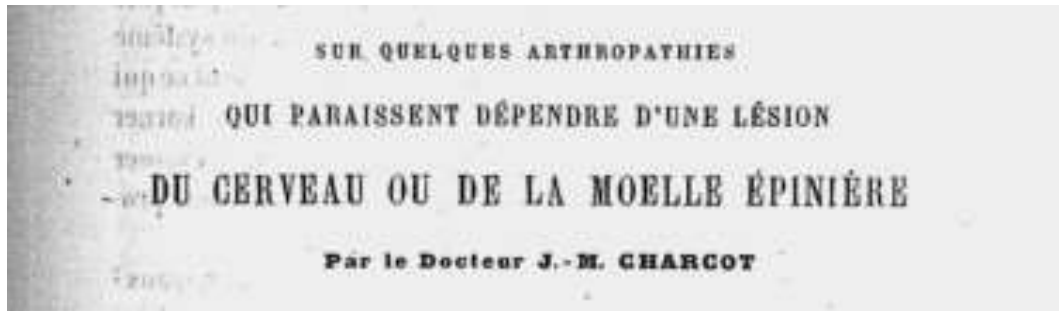 SUR QUELQUES ARTHROPATHIES
QUI PARAISSENT DÉPENDRE D'UNE LÉSION
DU CERVEAU OU DE LA MOELLE ÉPINIÈRE
Par le Docteur J.-M. CHARCOT